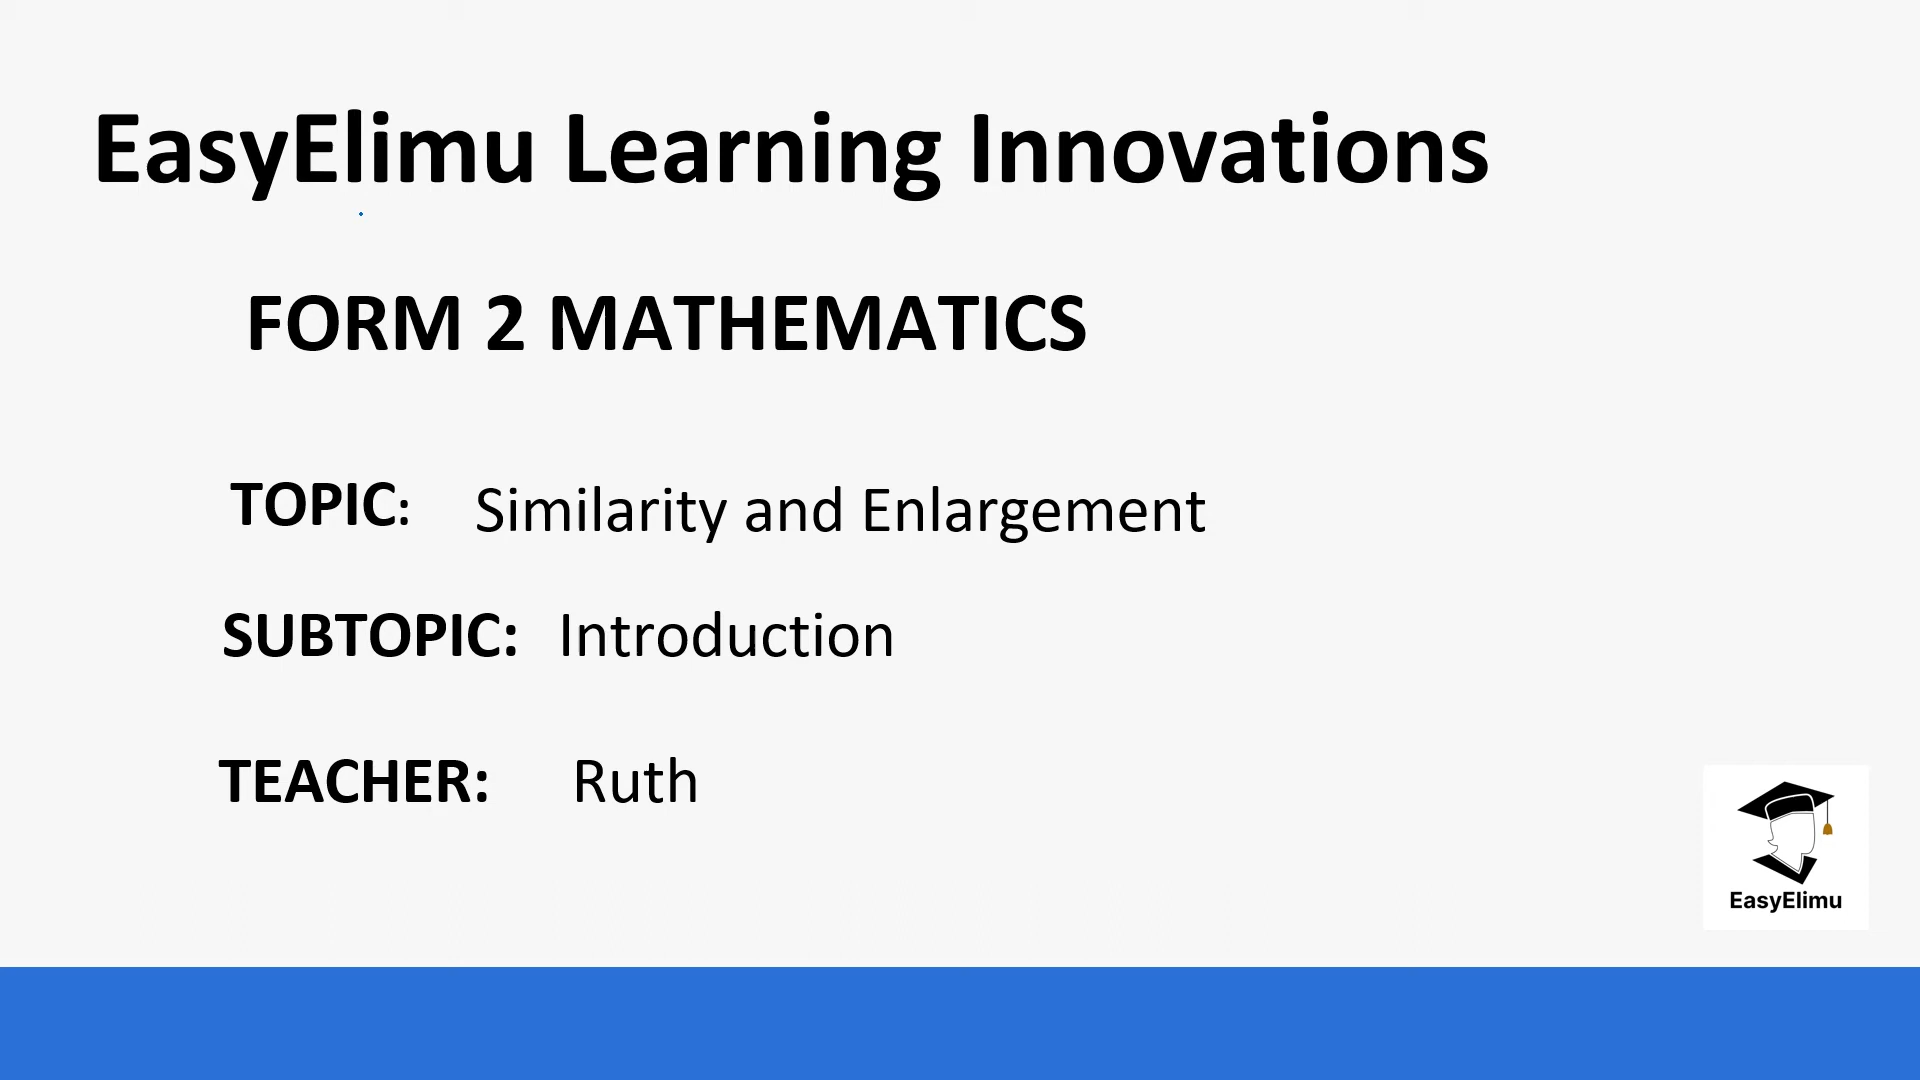 EasyElimu Learning Innovations
FORM 2 MATHEMATICS
TOPIC: Similarity and Enlargement
SUBTOPIC: Introduction
TEACHER: Ruth
EasyElimu